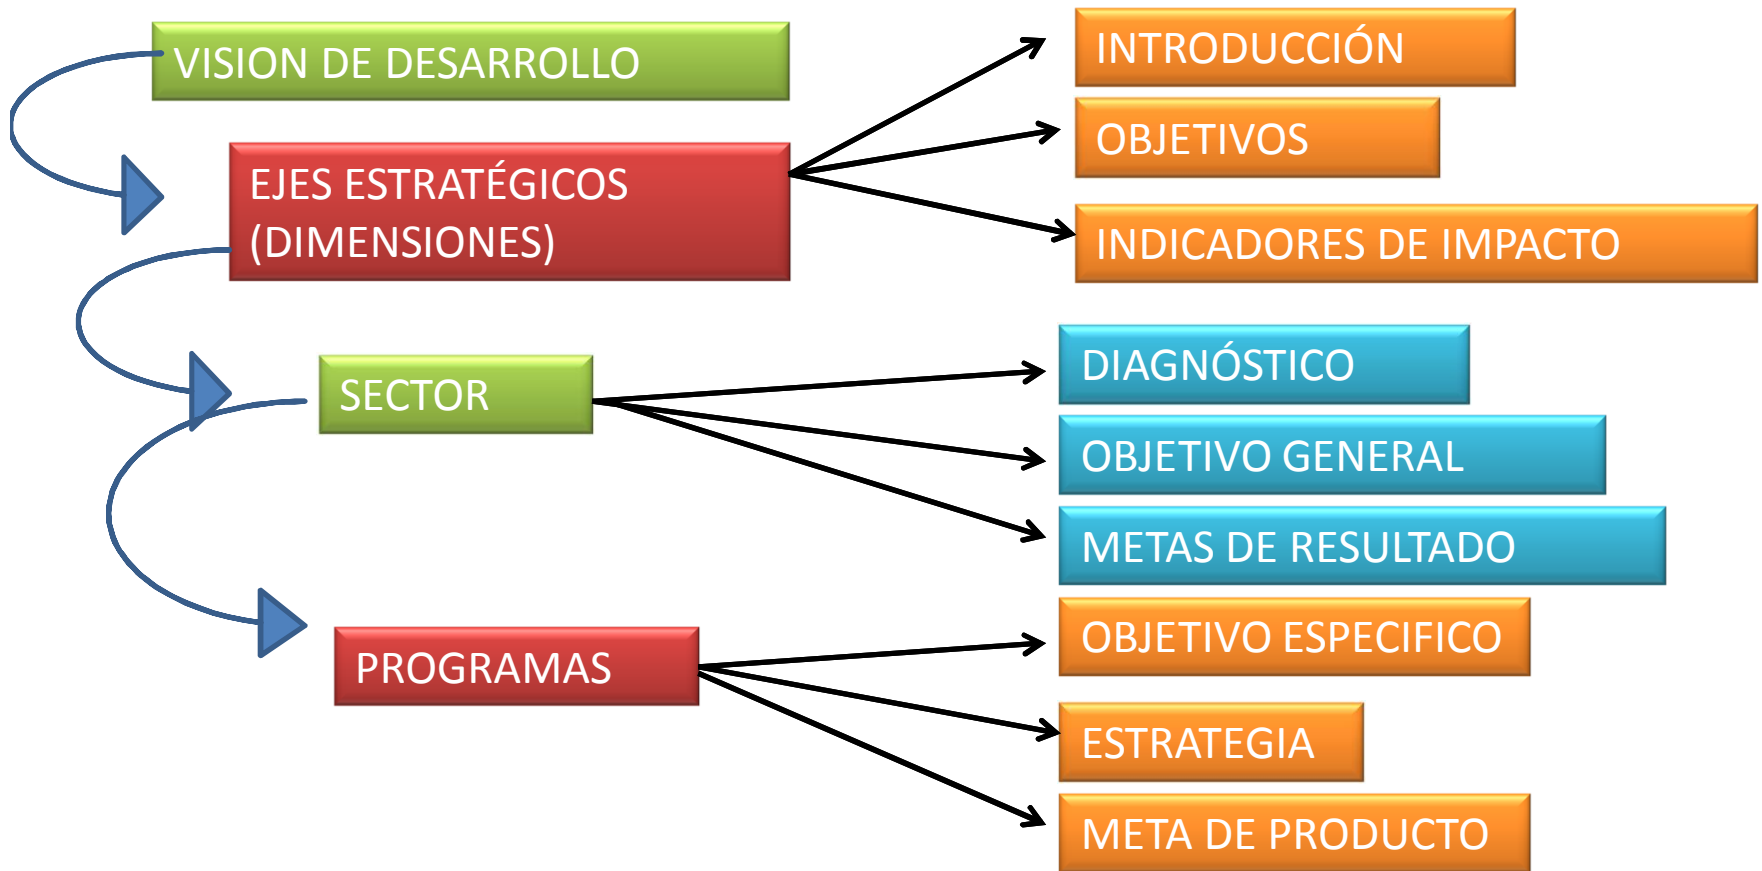 VISION DE DESARROLLO
EJES ESTRATÉGICOS
(DIMENSIONES)
INTRODUCCIÓN
OBJETIVOS
INDICADORES DE IMPACTO
SECTOR
DIAGNÓSTICO
OBJETIVO GENERAL
METAS DE RESULTADO
PROGRAMAS
OBJETIVO ESPECIFICO
ESTRATEGIA
META DE PRODUCTO